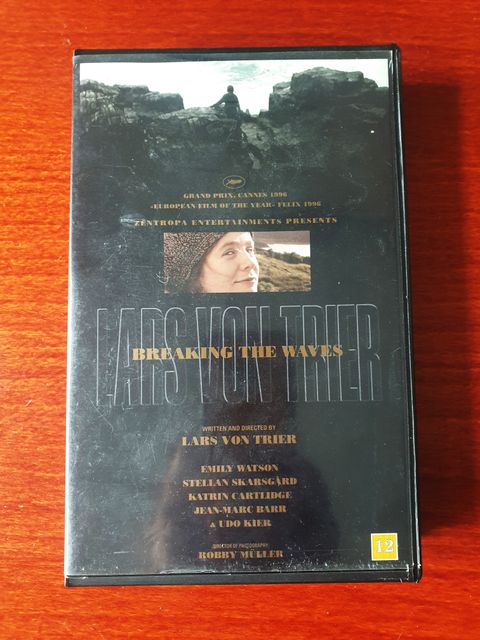 GRAND PRIX, CANNES 1996
«EUROPEAN FILM OF THE YEAR» FELIX 1996
ZENTROPA ENTERTAINMENTS PRESENTS
LARS VON TRIER
BREAKING THE WAVES
WRITTEN AND DIRECTED BY
LARS VON TRIER
EMILY WATSON
STELLAN SKARSGÅRD
KATRIN CARTLIDGE
JEAN-MARC BARR
& UDO KIER
DIRECTOR OF PHOTOGRAPHY:
ROBBY MÜLLER
12